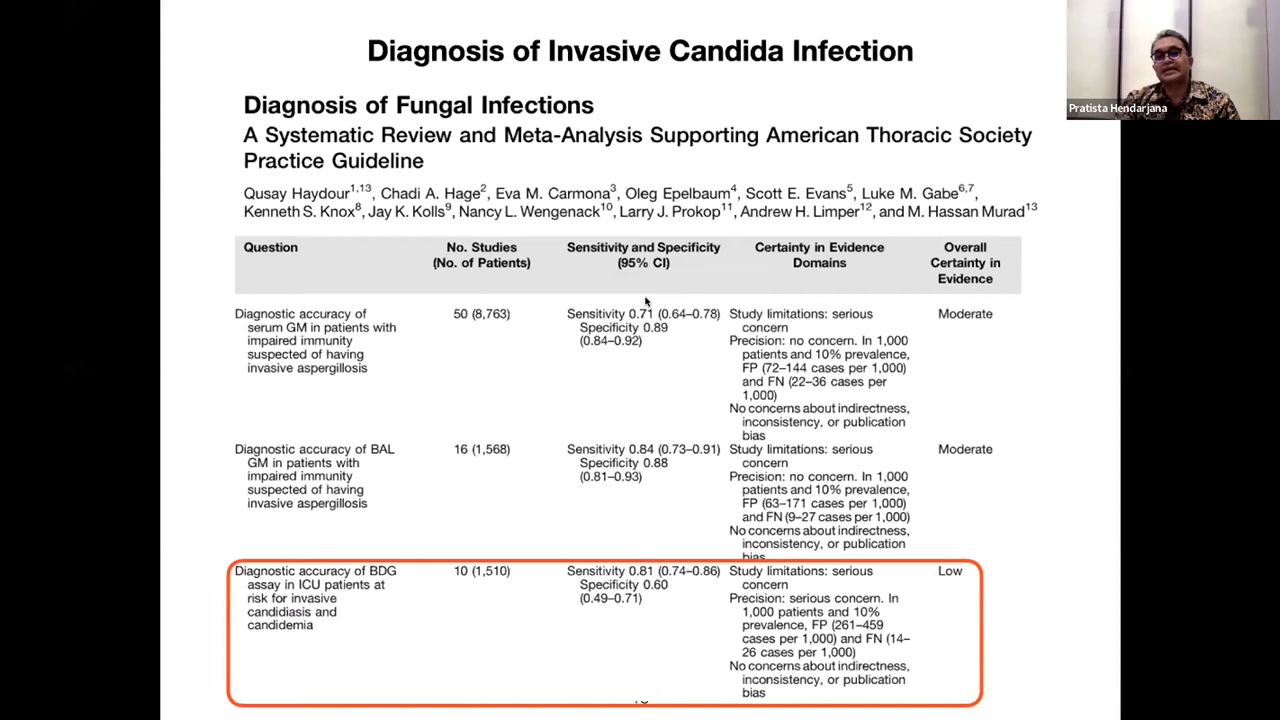 Diagnosis of Invasive Candida Infection
Pratista Hendarjana
Diagnosis of Fungal Infections
A Systematic Review and Meta-Analysis Supporting American Thoracic Society
Practice Guideline
Qusay Haydour1,13, Chadi A. Hage2, Eva M. Carmona3, Oleg Epelbaum4, Scott E. Evans5, Luke M. Gabe6,7,
Kenneth S. Knox8, Jay K. Kolls9, Nancy L. Wengenack10, Larry J. Prokop11, Andrew H. Limper12, and M. Hassan Murad13
Question
No. Studies
(No. of Patients)
Sensitivity and Specificity
(95% CI)
Certainty in Evidence
Domains
Overall
Certainty in
Evidence
Diagnostic accuracy of
serum GM in patients with
impaired immunity
suspected of having
invasive aspergillosis
50 (8,763)
Sensitivity 0.71 (0.64–0.78)
Specificity 0.89
(0.84–0.92)
Study limitations: serious
concern
Precision: no concern. In 1,000
patients and 10% prevalence,
FP (72–144 cases per 1,000)
and FN (22–36 cases per
1,000)
No concerns about indirectness,
inconsistency, or publication
bias
Moderate
Diagnostic accuracy of BAL
GM in patients with
impaired immunity
suspected of having
invasive aspergillosis
16 (1,568)
Sensitivity 0.84 (0.73–0.91)
Specificity 0.88
(0.81–0.93)
Study limitations: serious
concern
Precision: no concern. In 1,000
patients and 10% prevalence,
FP (63–171 cases per 1,000)
and FN (9–27 cases per 1,000)
No concerns about indirectness,
inconsistency, or publication
bias
Moderate
Diagnostic accuracy of BDG
assay in ICU patients at
risk for invasive
candidiasis and
candidemia
10 (1,510)
Sensitivity 0.81 (0.74–0.86)
Specificity 0.60
(0.49–0.71)
Study limitations: serious
concern
Precision: serious concern. In
1,000 patients and 10%
prevalence, FP (261–459
cases per 1,000) and FN (14–
26 cases per 1,000)
No concerns about indirectness,
inconsistency, or publication
bias
Low